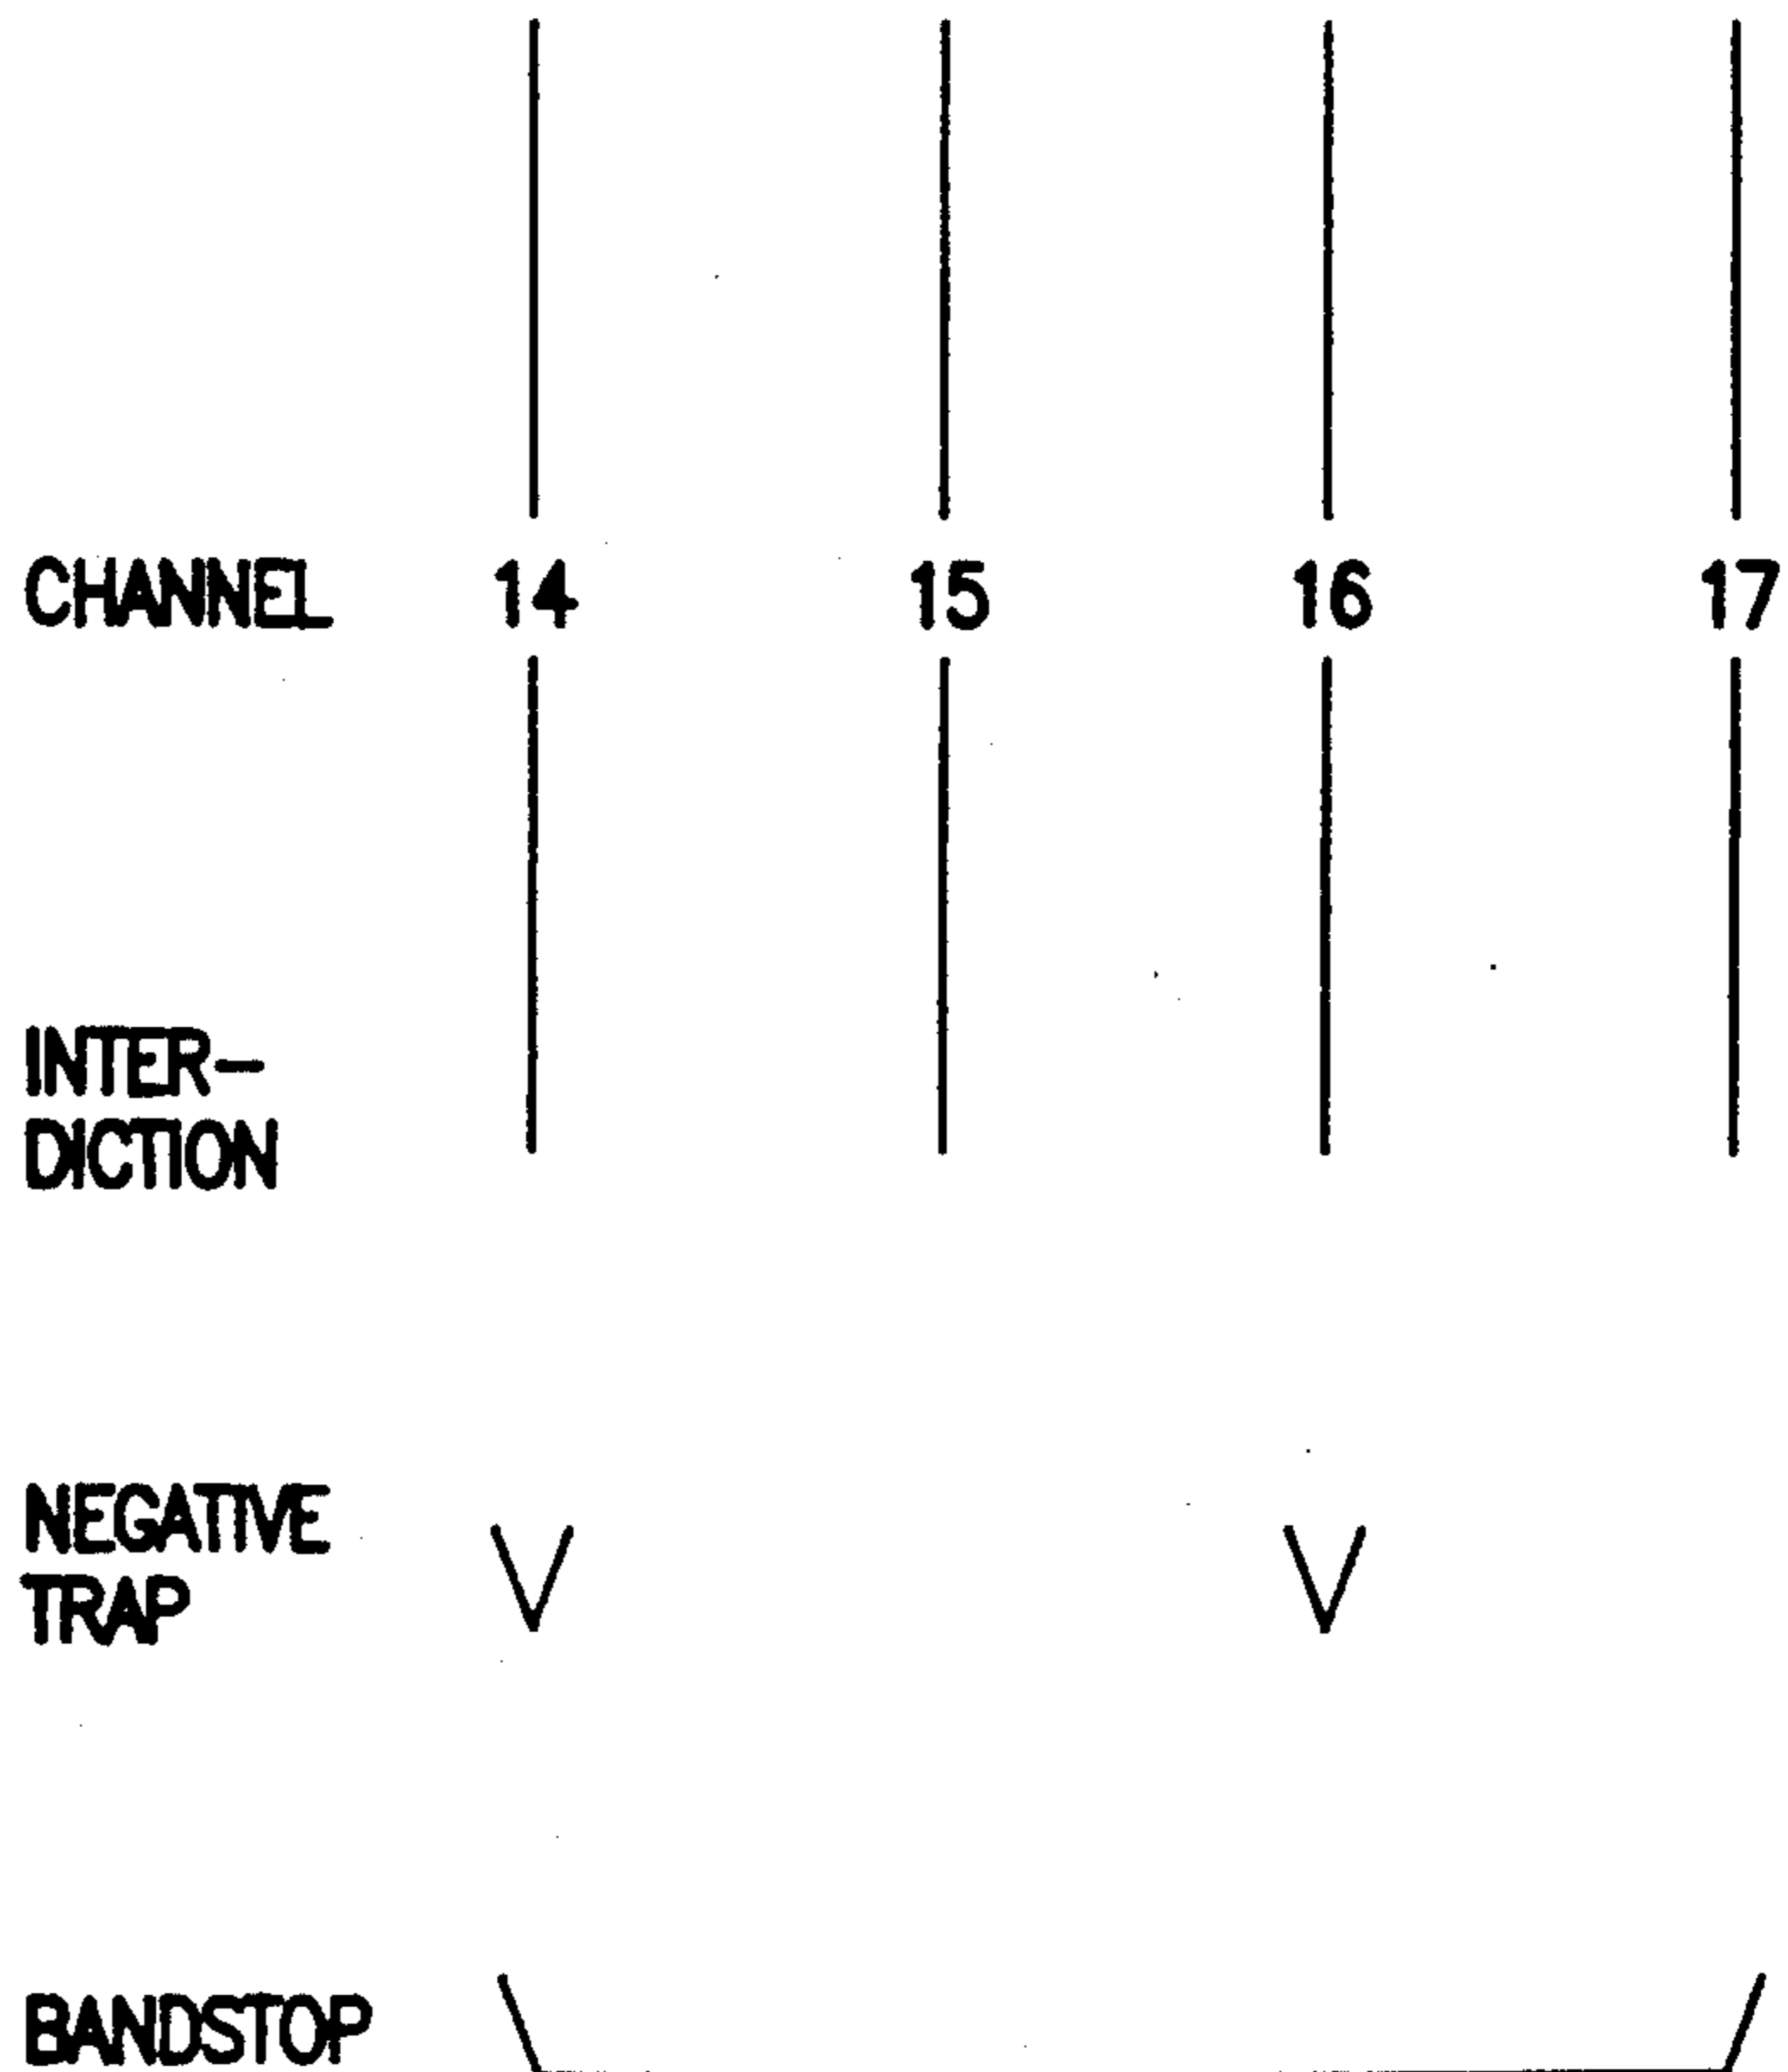 CHANNEL 14 15 16 17
INTER-
DICTION
NEGATIVE
TRAP
BANDSTOP